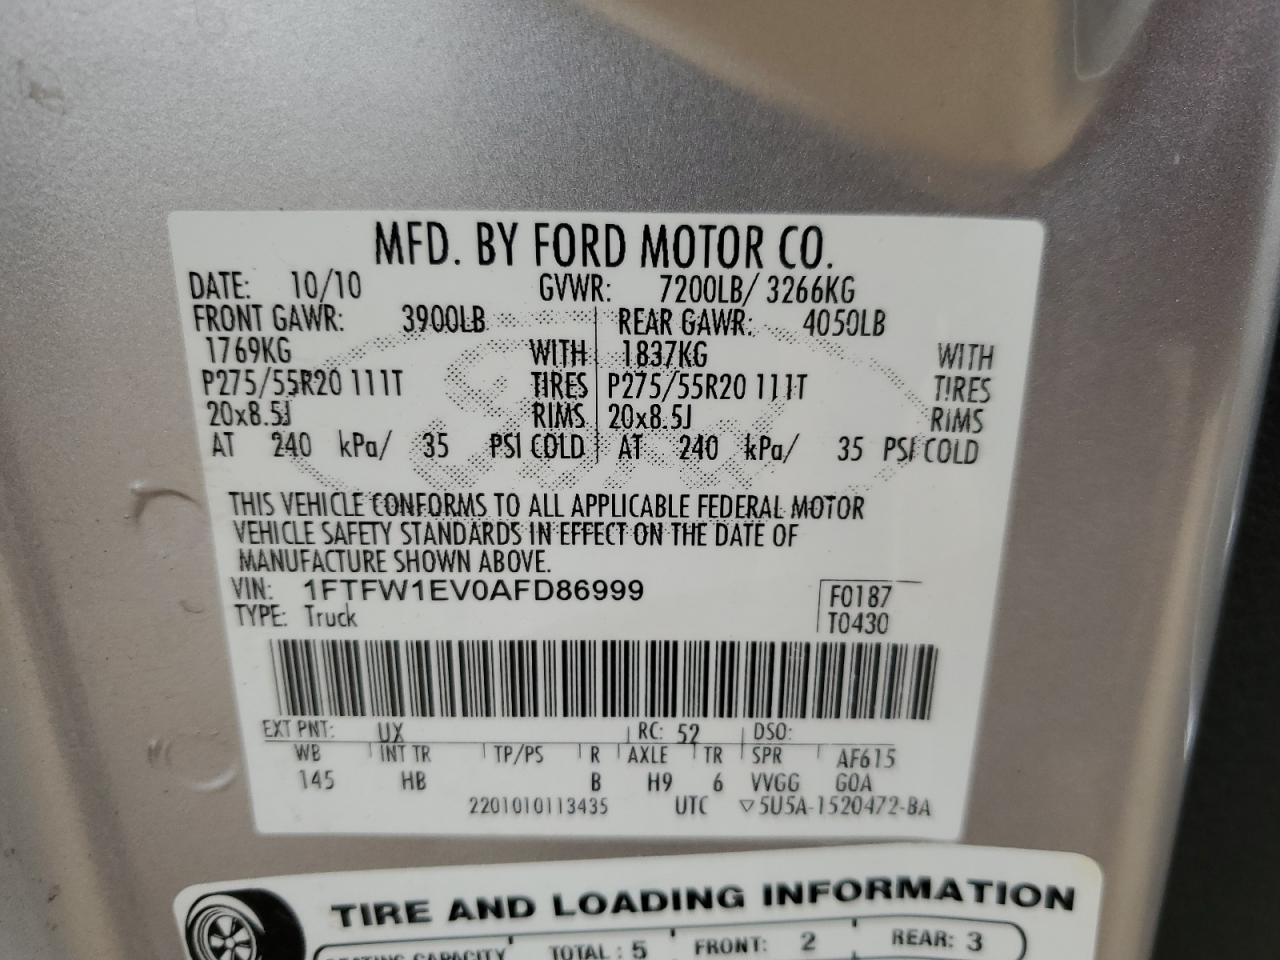 MFD. BY FORD MOTOR CO.
DATE: 10/10 GVWR: 7200LB/ 3266KG
FRONT GAWR: 3900LB REAR GAWR: 4050LB
1769KG WITH 1837KG WITH
P275/55R20 111T TIRES P275/55R20 111T TIRES
20x8.5J RIMS 20x8.5J RIMS
AT 240 kPa/ 35 PSI COLD AT 240 kPa/ 35 PSI COLD
THIS VEHICLE CONFORMS TO ALL APPLICABLE FEDERAL MOTOR
VEHICLE SAFETY STANDARDS IN EFFECT ON THE DATE OF
MANUFACTURE SHOWN ABOVE.
VIN: 1FTFW1EV0AFD86999 F0187
TYPE: Truck T0430
EXT PNT: UX RC: 52 DSO:
WB INT TR TP/PS R AXLE TR SPR AF615
145 HB B H9 6 VVGG GOA
2201010113435 UTC ▽5U5A-1520472-BA
TIRE AND LOADING INFORMATION
SEATING CAPACITY TOTAL: 5 FRONT: 2 REAR: 3